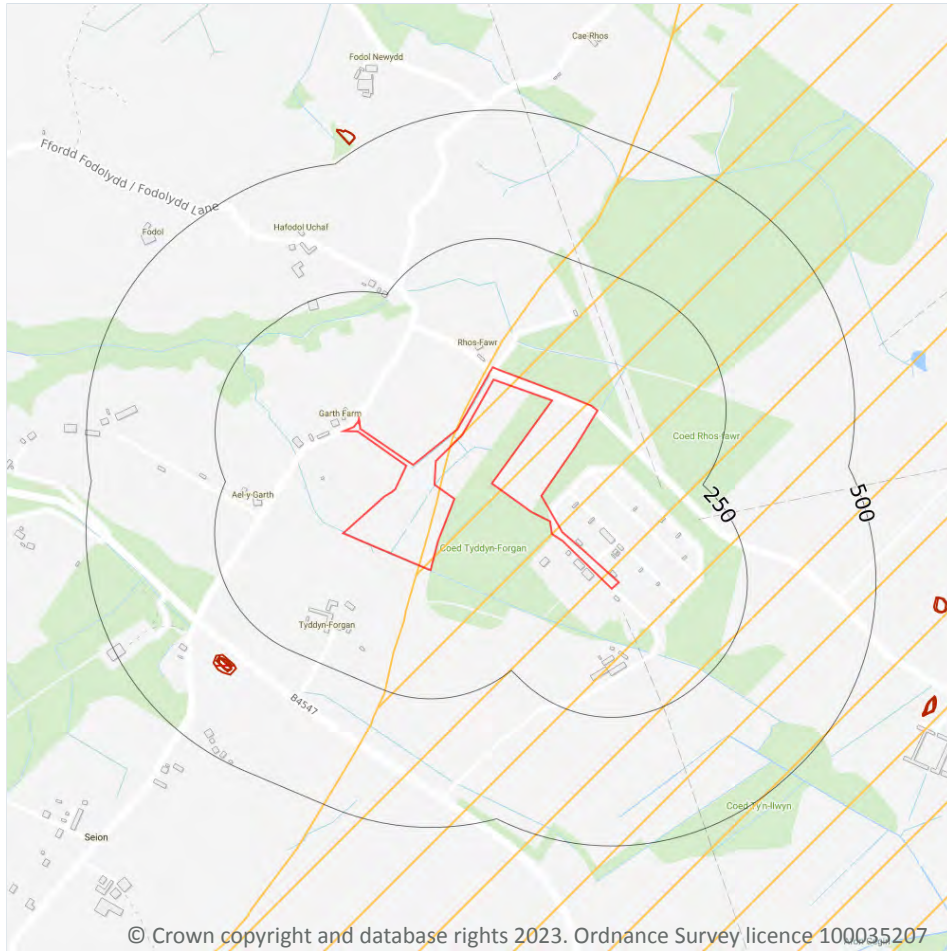 Cae-Rhos
Fodol Newydd
Ffordd Fodolydd / Fodolydd Lane
Fodol
Hafodol Uchaf
Rhos-Fawr
Garth Farm
Coed Rhos-fawr
Ael-y-Garth
250
500
Coed Tyddyn-Forgan
Tyddyn-Forgan
B4547
Coed Ty'n-llwyn
Seion
© Crown copyright and database rights 2023. Ordnance Survey licence 100035207